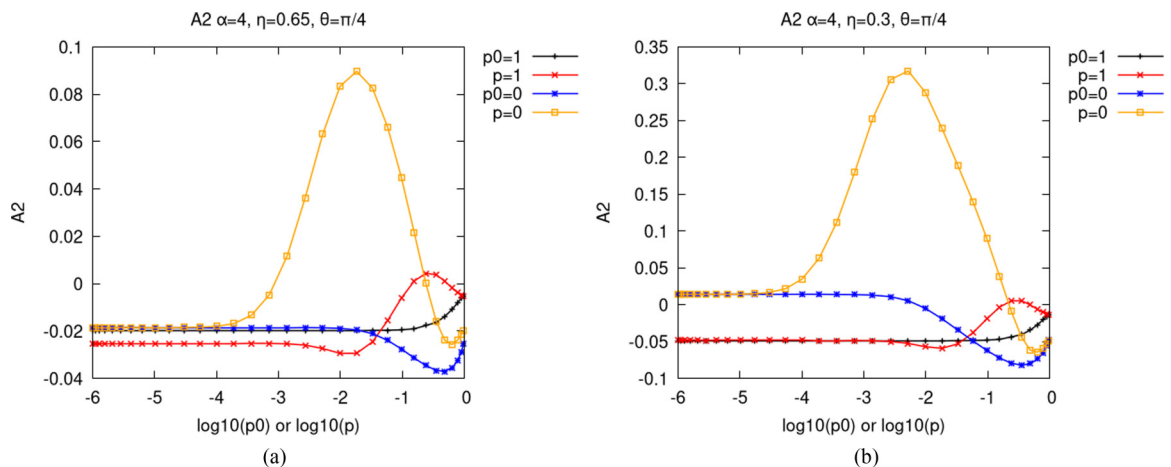 A2 α=4, η=0.65, θ=π/4
0.1
0.08
0.06
0.04
0.02
0
-0.02
-0.04
A2
-6
-5
-4
-3
-2
-1
0
log10(p0) or log10(p)
p0=1
p=1
p0=0
p=0
(a)
A2 α=4, η=0.3, θ=π/4
0.35
0.3
0.25
0.2
0.15
0.1
0.05
0
-0.05
-0.1
A2
-6
-5
-4
-3
-2
-1
0
log10(p0) or log10(p)
p0=1
p=1
p0=0
p=0
(b)